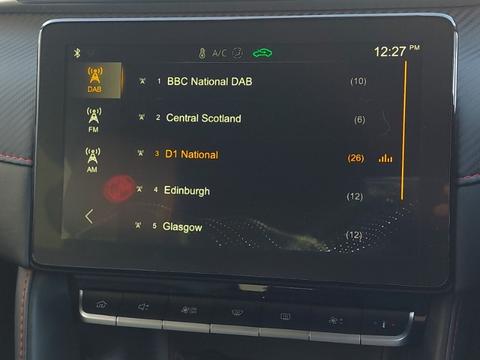 A/C
12:27 PM
DAB
1 BBC National DAB (10)
FM
2 Central Scotland (6)
AM
3 D1 National (26)
4 Edinburgh (12)
5 Glasgow (12)